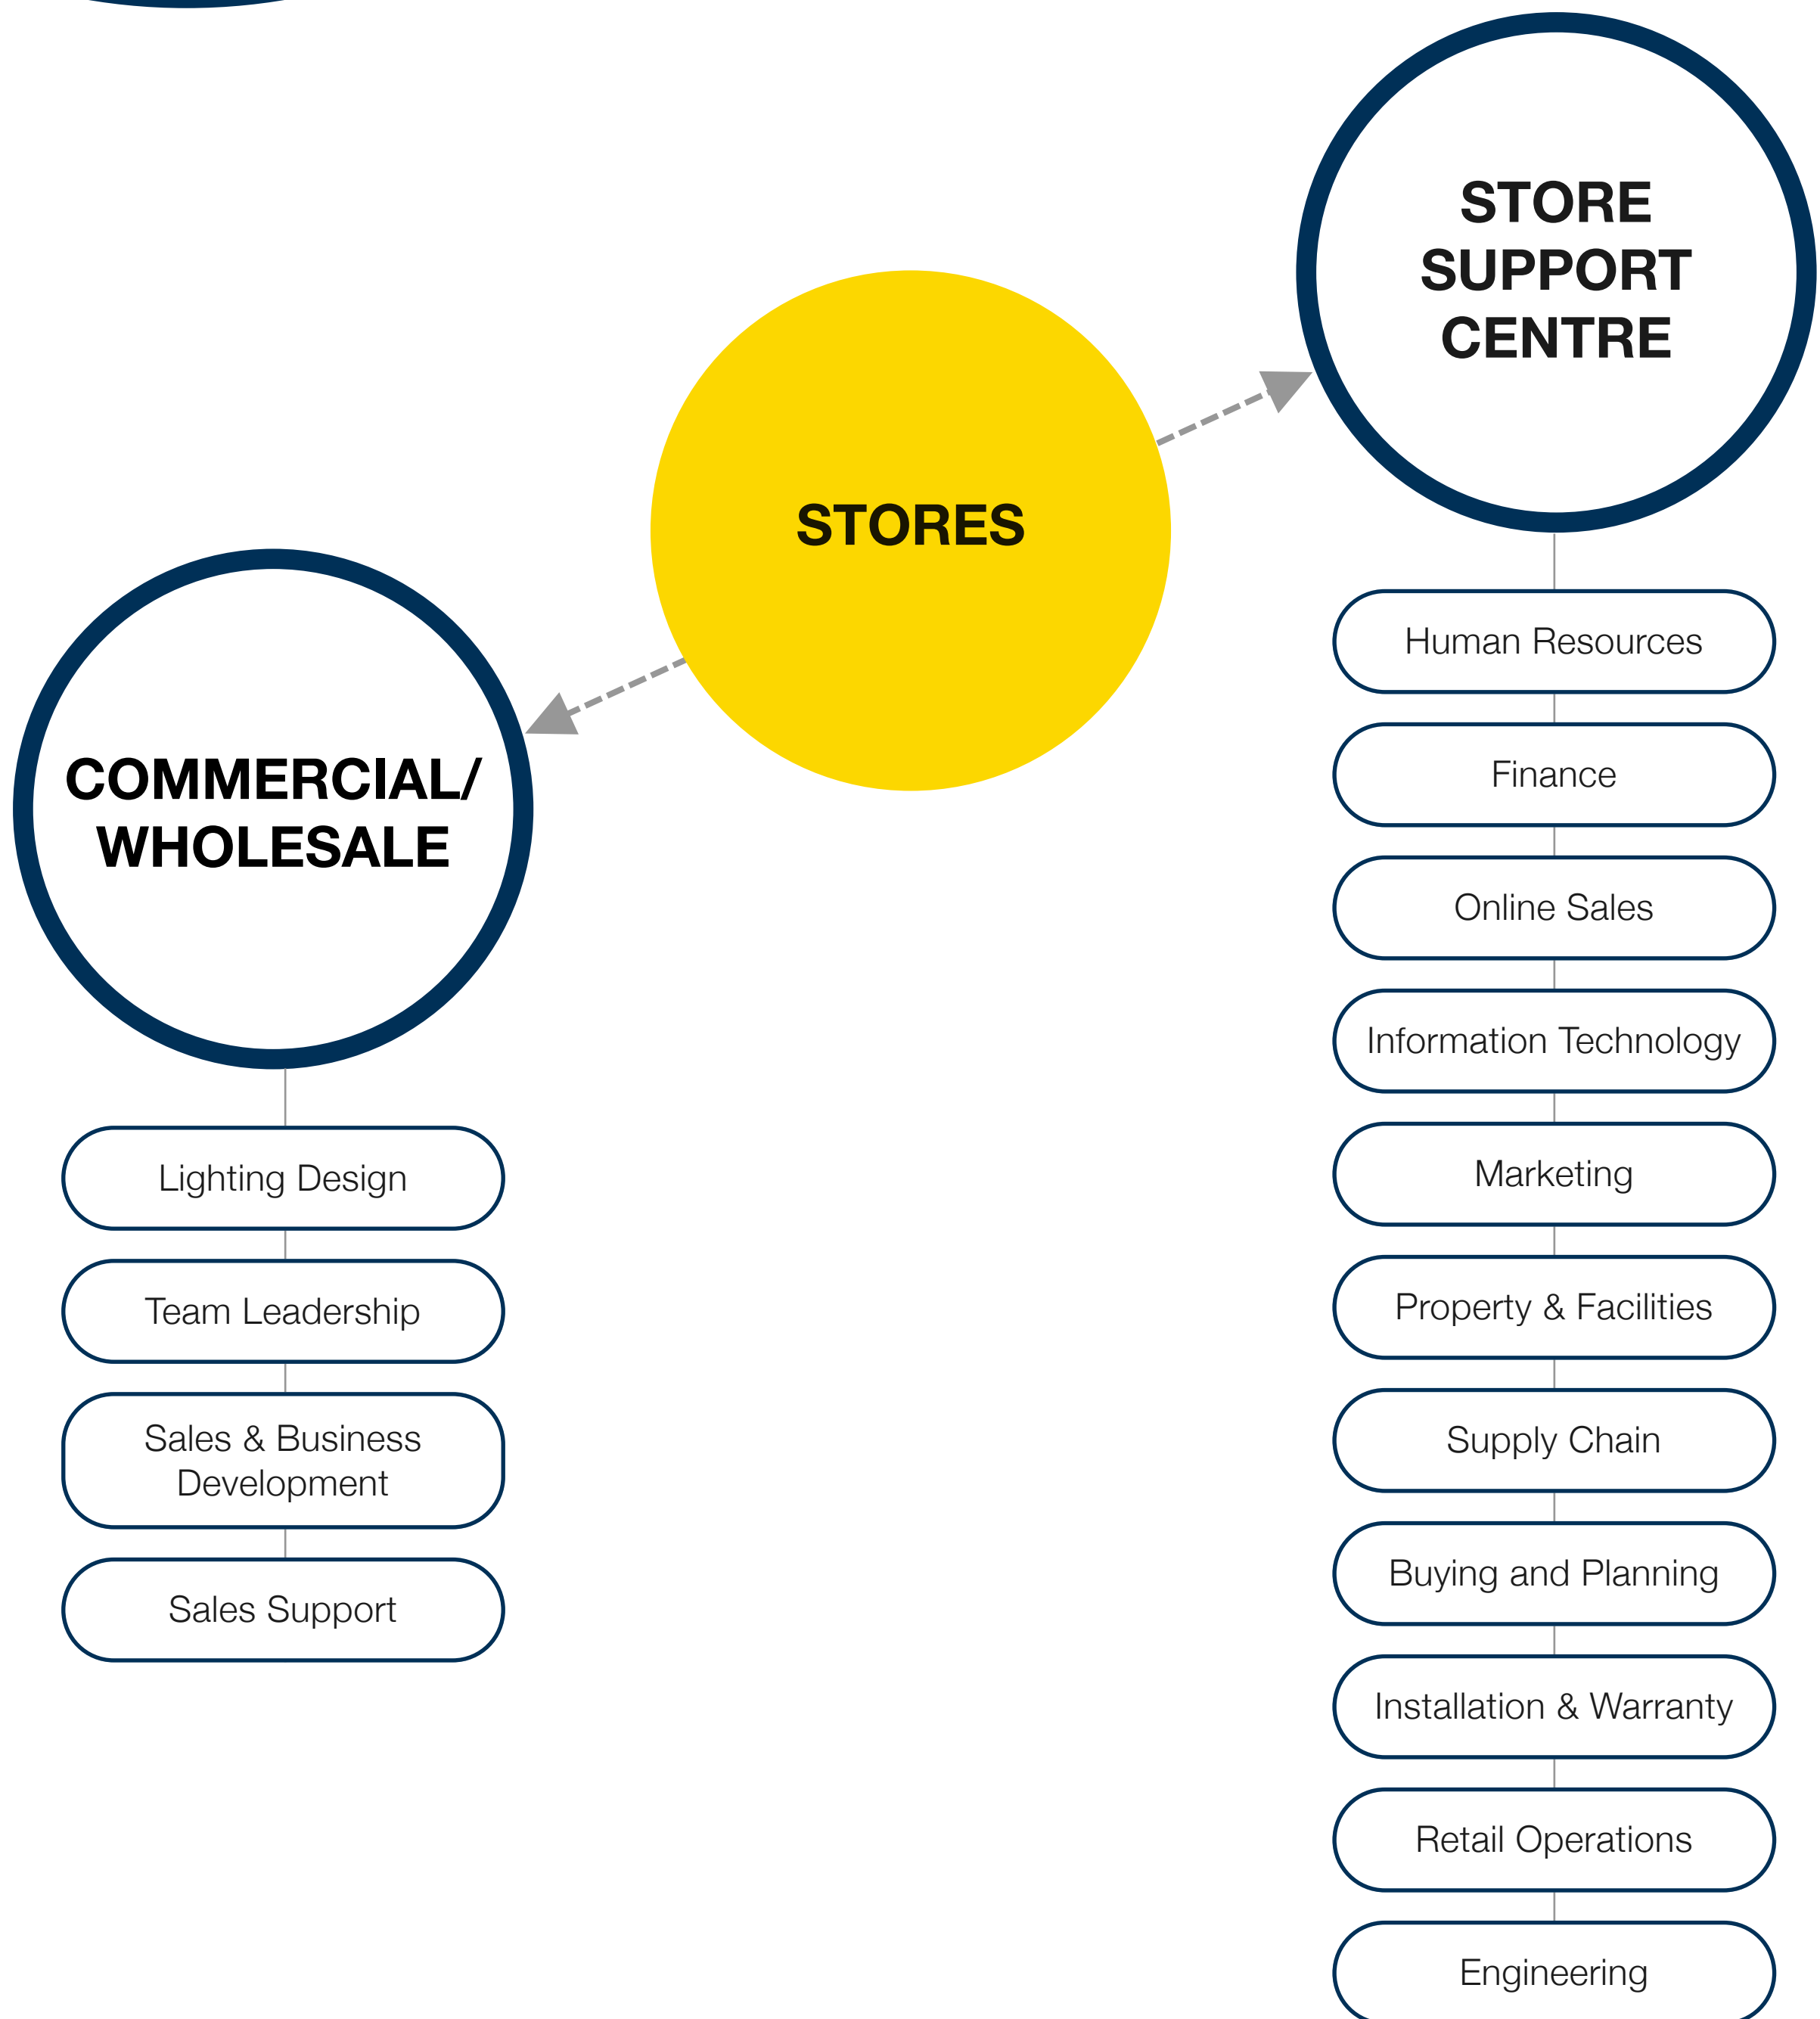 STORE
SUPPORT
CENTRE
STORES
COMMERCIAL/
WHOLESALE
Human Resources
Finance
Online Sales
Information Technology
Marketing
Property & Facilities
Supply Chain
Buying and Planning
Installation & Warranty
Retail Operations
Engineering
Lighting Design
Team Leadership
Sales & Business
Development
Sales Support